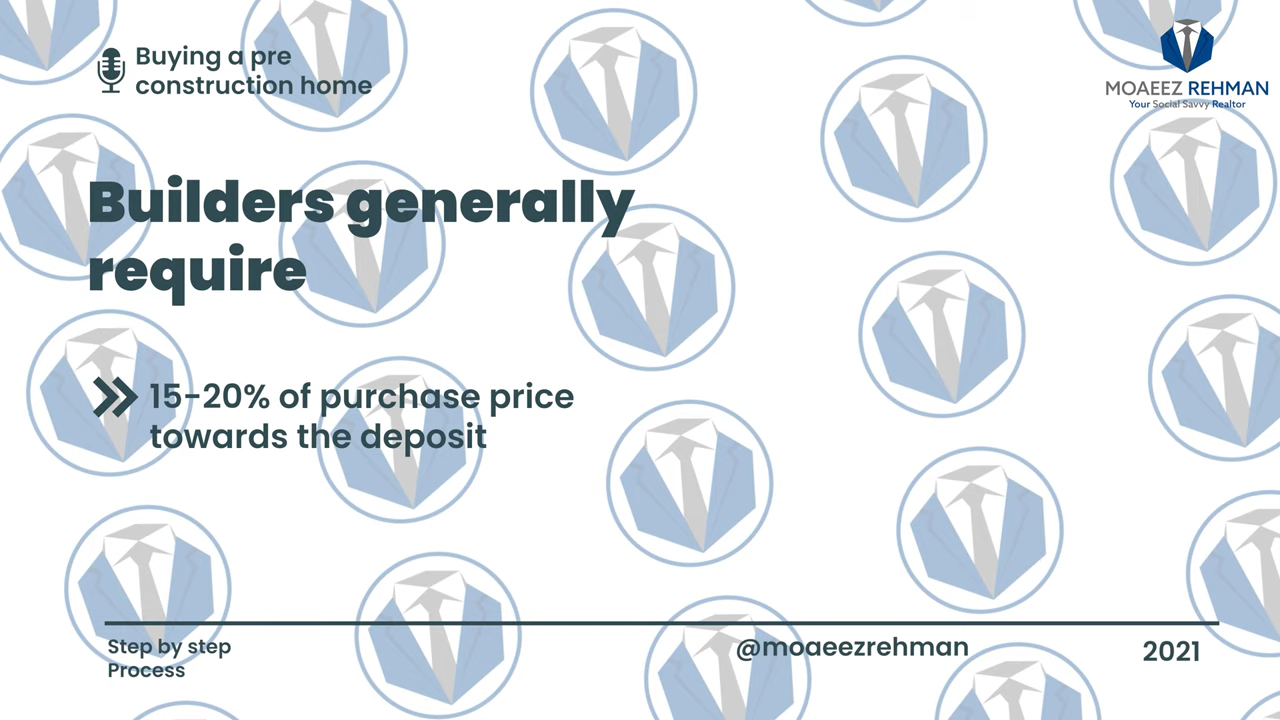 Buying a pre
construction home
MOAEEZ REHMAN
Your Social Savvy Realtor
Builders generally
require
15-20% of purchase price
towards the deposit
Step by step
Process
@moaeezrehman
2021